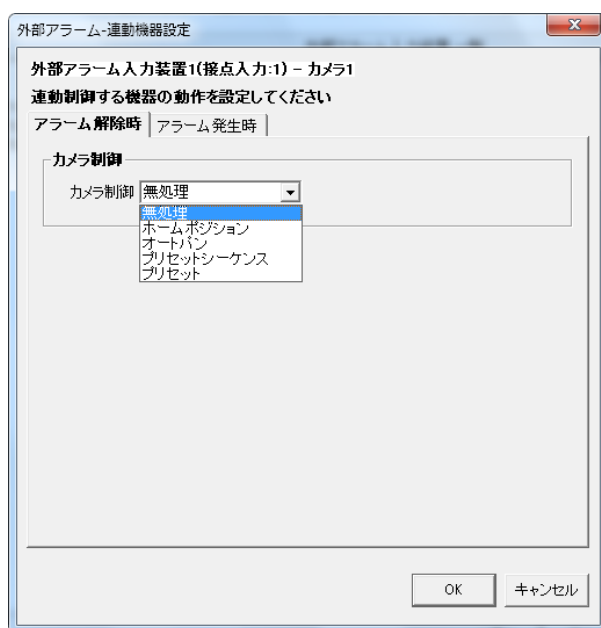 外部アラーム-連動機器設定
外部アラーム入力装置1(接点入力:1) - カメラ1
連動制御する機器の動作を設定してください
アラーム解除時 アラーム発生時
カメラ制御
カメラ制御 無処理
無処理
ホームポジション
オートパン
プリセットシーケンス
プリセット
OK キャンセル